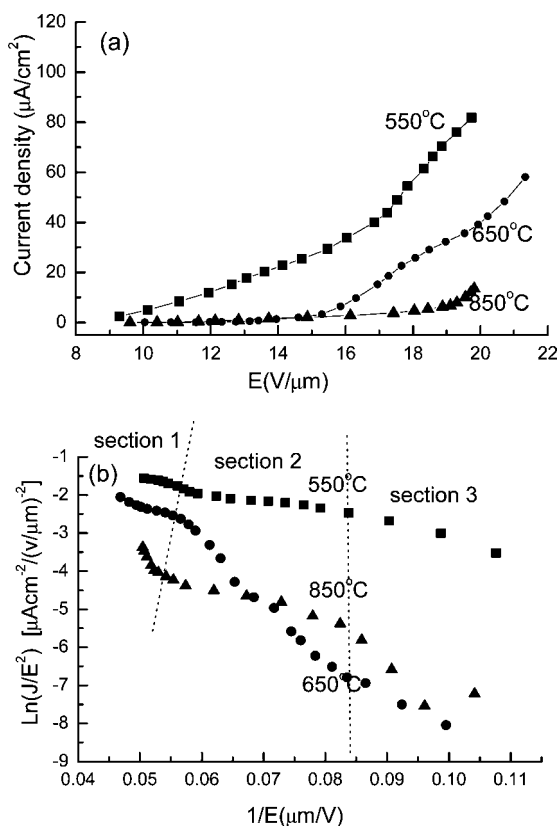 (a)
Current density (μA/cm²)
120
100
80
60
40
20
0
550°C
650°C
850°C
8 10 12 14 16 18 20 22
E(V/μm)
(b)
section 1
section 2
section 3
Ln(J/E²) [μAcm⁻²/(v/μm)⁻²]
-1
-2
-3
-4
-5
-6
-7
-8
-9
550°C
850°C
650°C
0.04 0.05 0.06 0.07 0.08 0.09 0.10 0.11
1/E(μm/V)